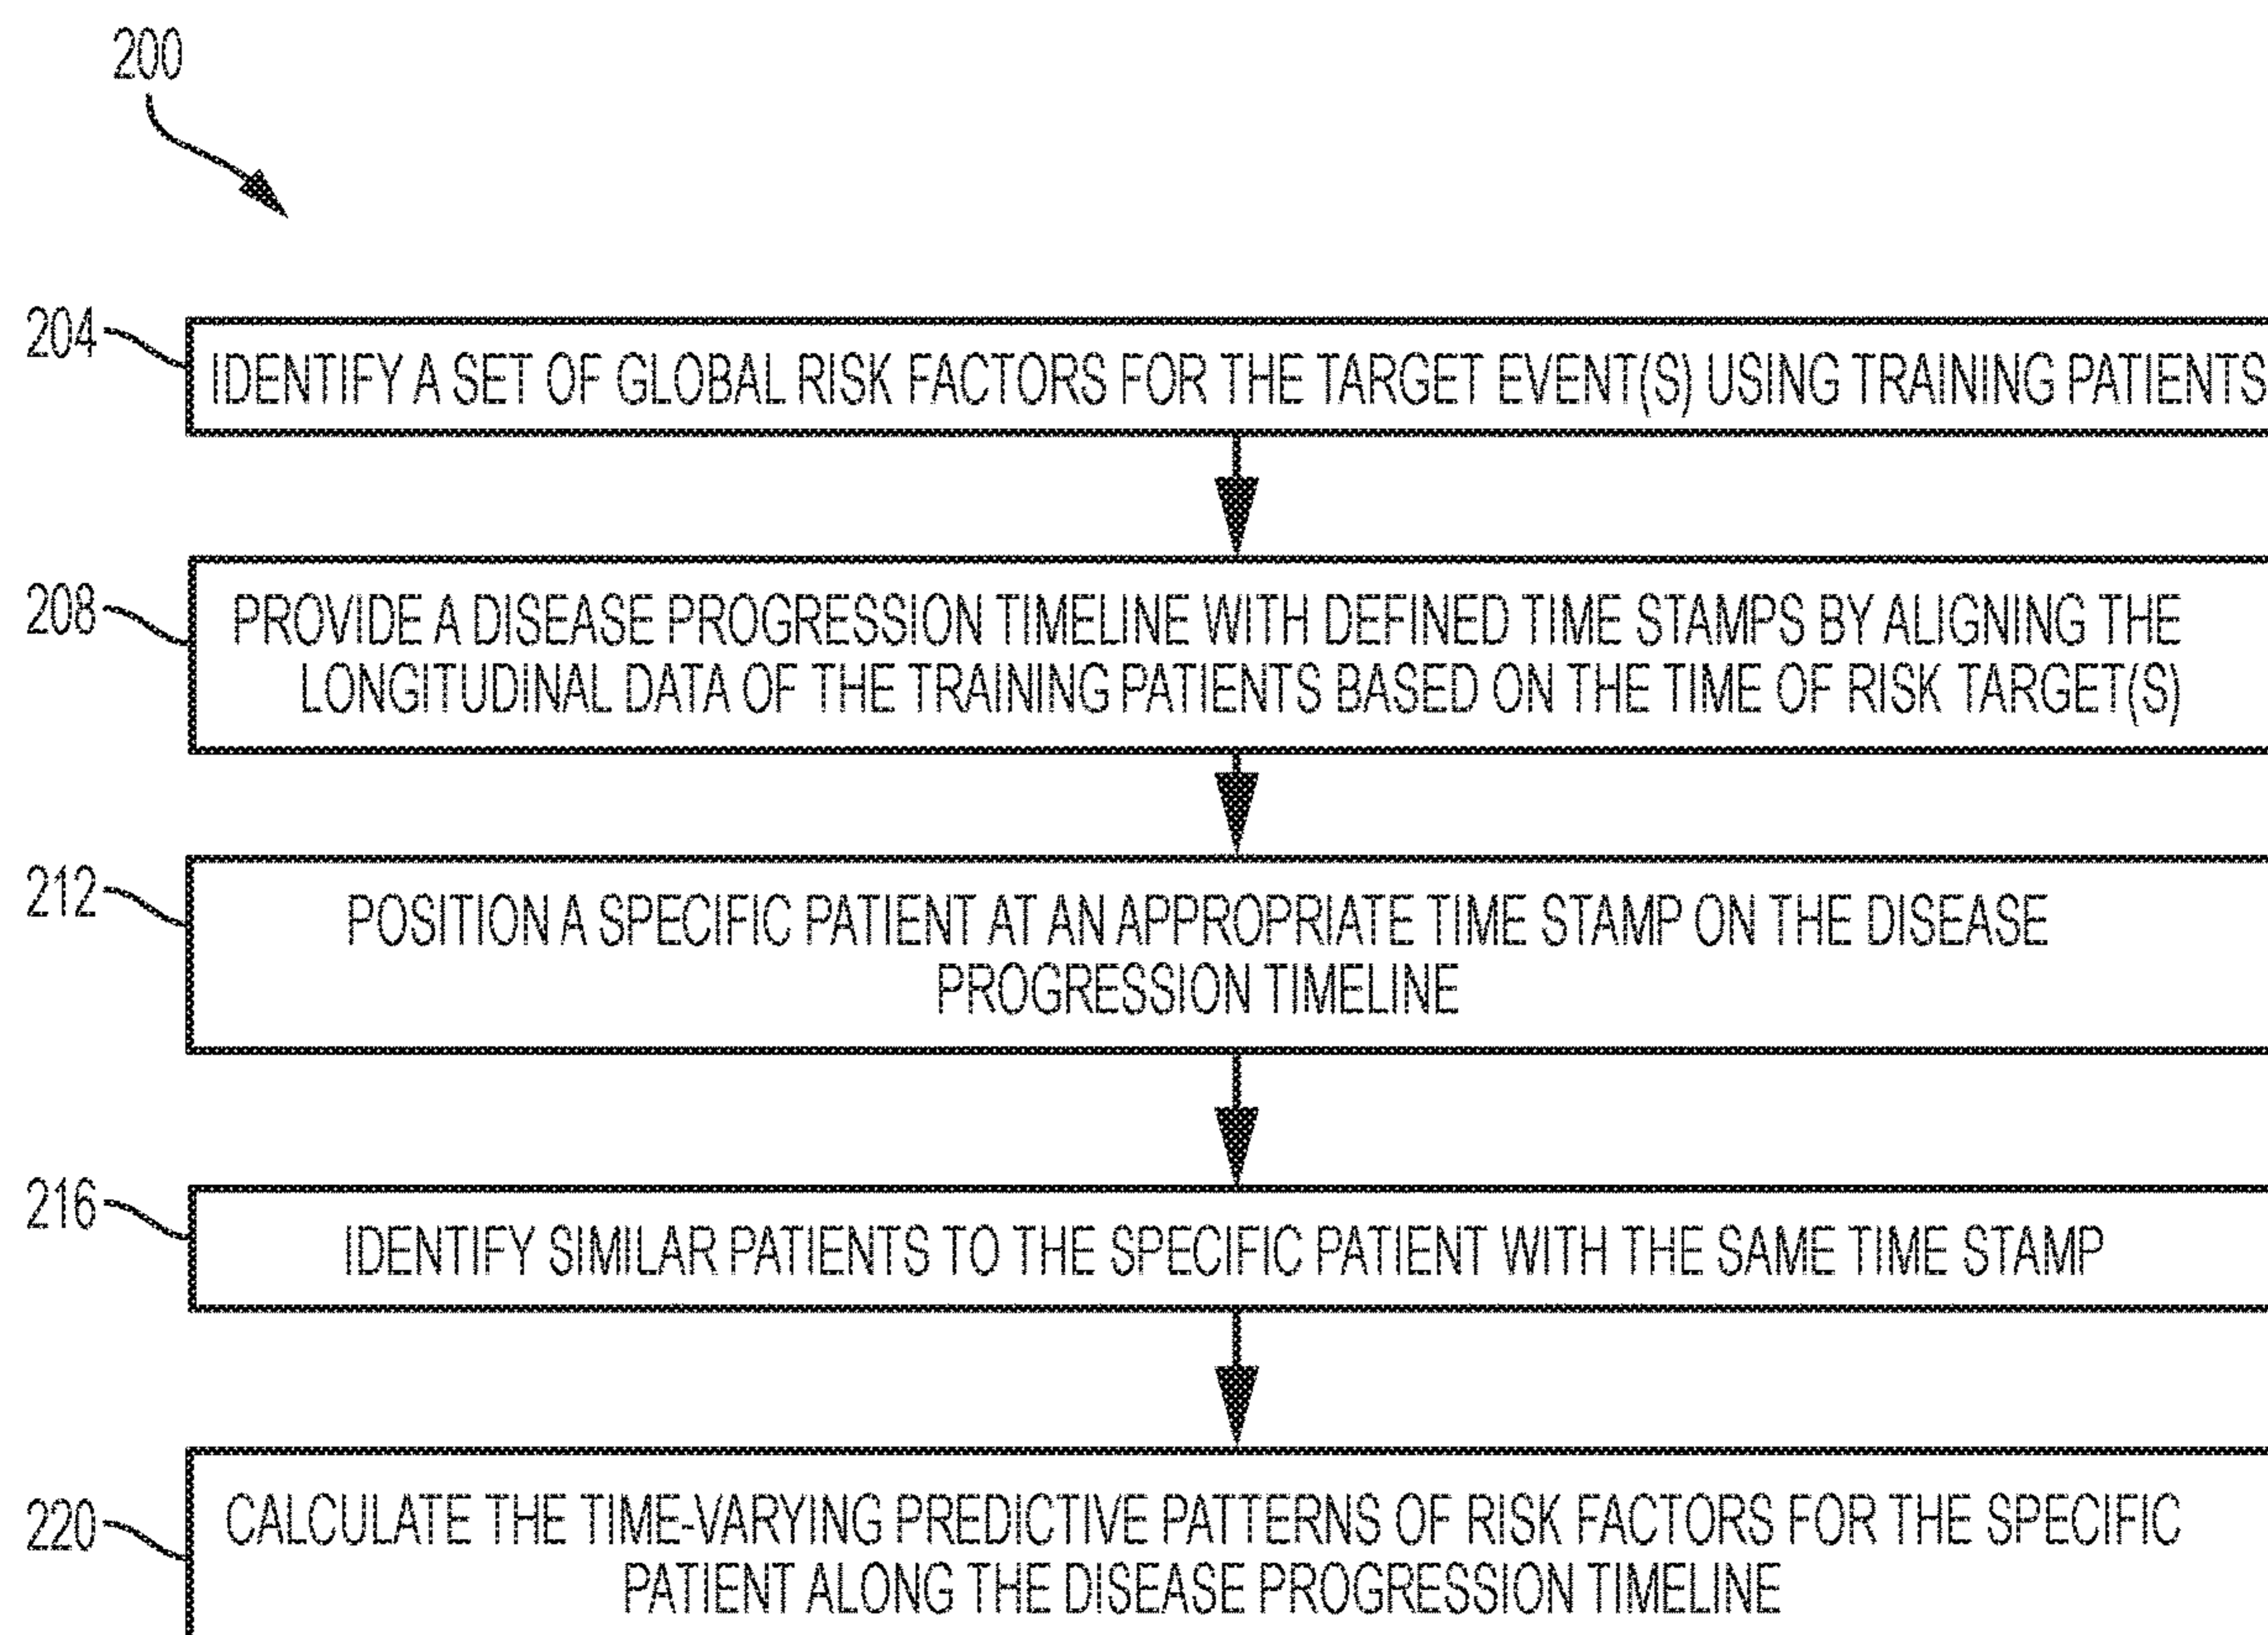 200
204
IDENTIFY A SET OF GLOBAL RISK FACTORS FOR THE TARGET EVENT(S) USING TRAINING PATIENTS
208
PROVIDE A DISEASE PROGRESSION TIMELINE WITH DEFINED TIME STAMPS BY ALIGNING THE
LONGITUDINAL DATA OF THE TRAINING PATIENTS BASED ON THE TIME OF RISK TARGET(S)
212
POSITION A SPECIFIC PATIENT AT AN APPROPRIATE TIME STAMP ON THE DISEASE
PROGRESSION TIMELINE
216
IDENTIFY SIMILAR PATIENTS TO THE SPECIFIC PATIENT WITH THE SAME TIME STAMP
220
CALCULATE THE TIME-VARYING PREDICTIVE PATTERNS OF RISK FACTORS FOR THE SPECIFIC
PATIENT ALONG THE DISEASE PROGRESSION TIMELINE